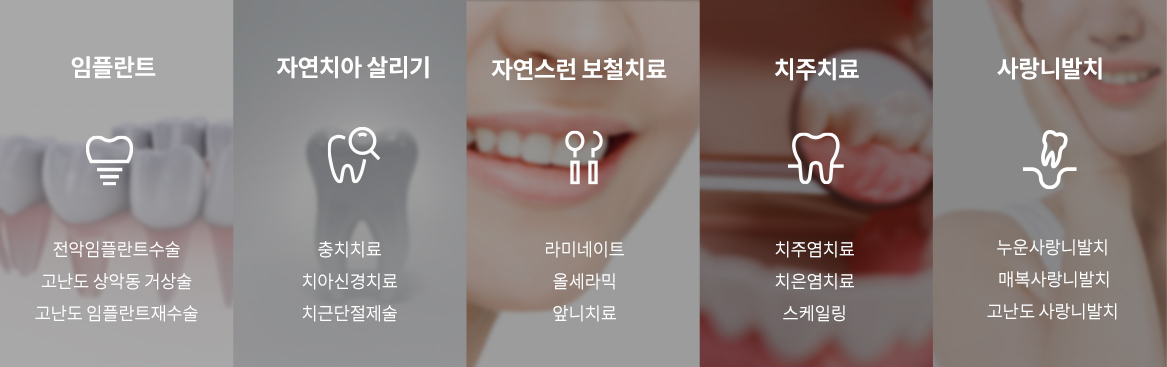 임플란트
전악임플란트수술
고난도 상악동 거상술
고난도 임플란트재수술
자연치아 살리기
충치치료
치아신경치료
치근단절제술
자연스런 보철치료
라미네이트
올세라믹
앞니치료
치주치료
치주염치료
치은염치료
스케일링
사랑니발치
누운사랑니발치
매복사랑니발치
고난도 사랑니발치